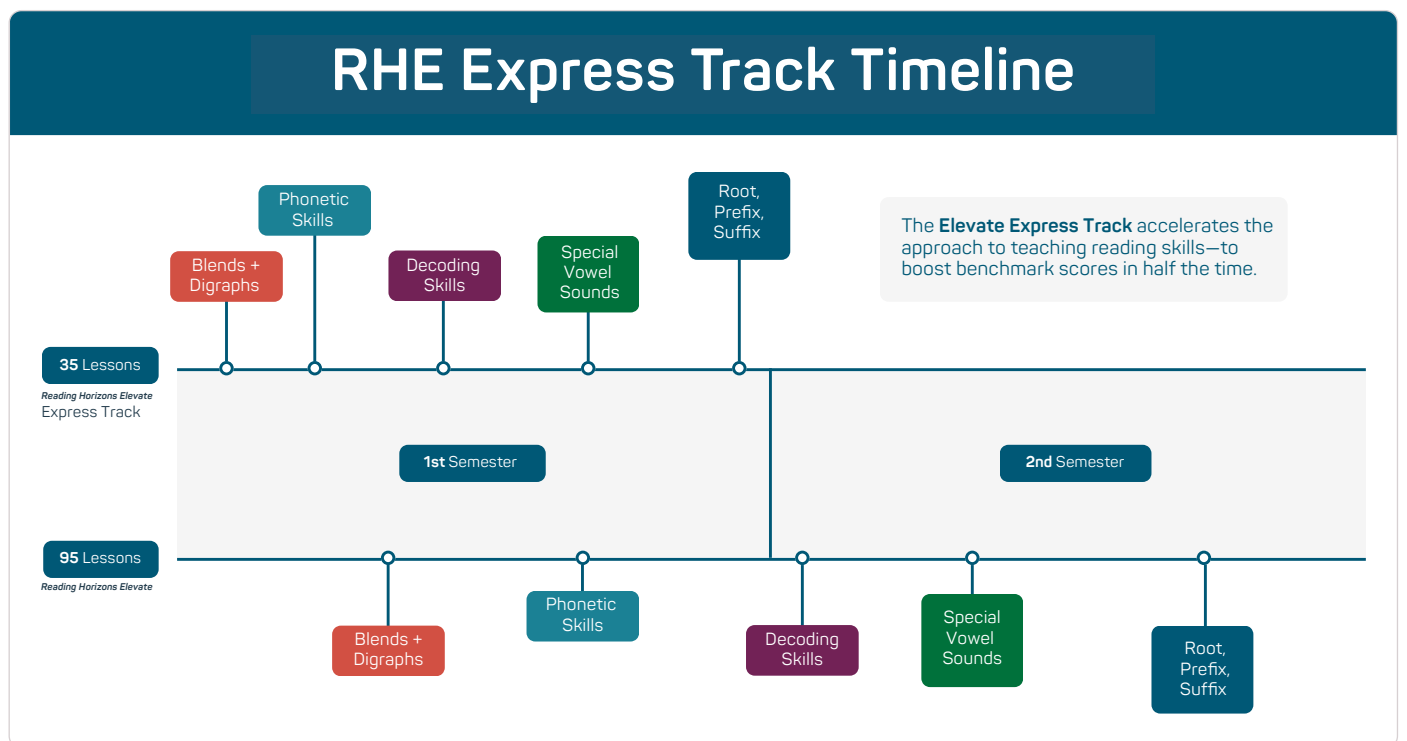 RHE Express Track Timeline
Phonetic
Skills
Root,
Prefix,
Suffix
Blends +
Digraphs
Decoding
Skills
Special
Vowel
Sounds
The Elevate Express Track accelerates the
approach to teaching reading skills—to
boost benchmark scores in half the time.
35 Lessons
Reading Horizons Elevate
Express Track
1st Semester
2nd Semester
95 Lessons
Reading Horizons Elevate
Blends +
Digraphs
Phonetic
Skills
Decoding
Skills
Special
Vowel
Sounds
Root,
Prefix,
Suffix